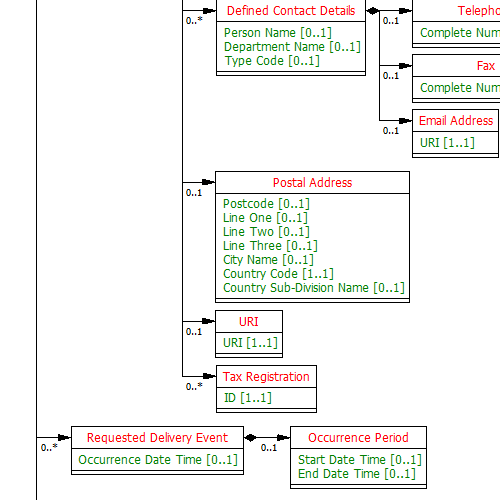 Defined Contact Details
0..*
Person Name [0..1]
Department Name [0..1]
Type Code [0..1]
0..1
Complete
0..1
Fax
Complete
0..1
Email Address
URI [1..1]
0..1
Postal Address
Postcode [0..1]
Line One [0..1]
Line Two [0..1]
Line Three [0..1]
City Name [0..1]
Country Code [1..1]
Country Sub-Division Name [0..1]
0..1
URI
URI [1..1]
0..*
Tax Registration
ID [1..1]
0..*
Requested Delivery Event
Occurrence Date Time [0..1]
0..1
Occurrence Period
Start Date Time [0..1]
End Date Time [0..1]